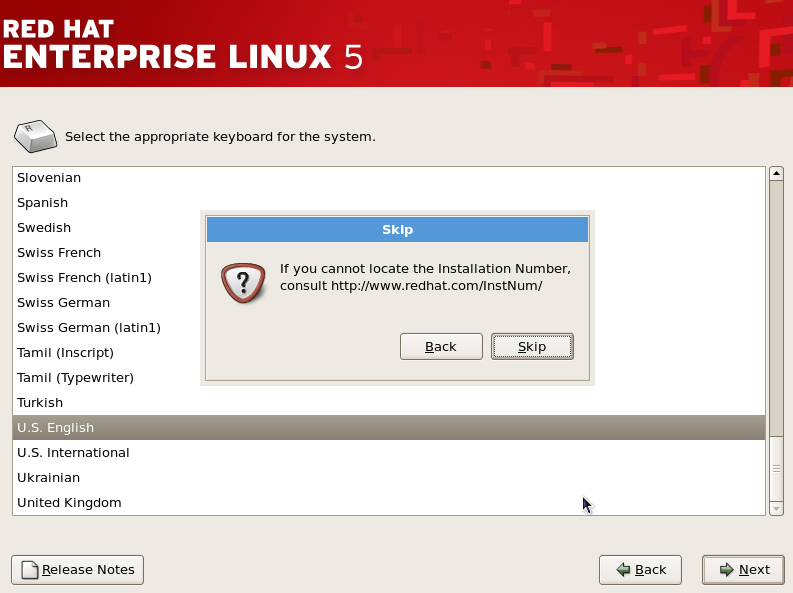 RED HAT
ENTERPRISE LINUX 5
R
Select the appropriate keyboard for the system.
Slovenian
Spanish
Swedish
Swiss French
Swiss French (latin1)
Swiss German
Swiss German (latin1)
Tamil (Inscript)
Tamil (Typewriter)
Turkish
U.S. English
U.S. International
Ukrainian
United Kingdom
Skip
?
If you cannot locate the Installation Number,
consult http://www.redhat.com/InstNum/
Back
Skip
Release Notes
Back
Next